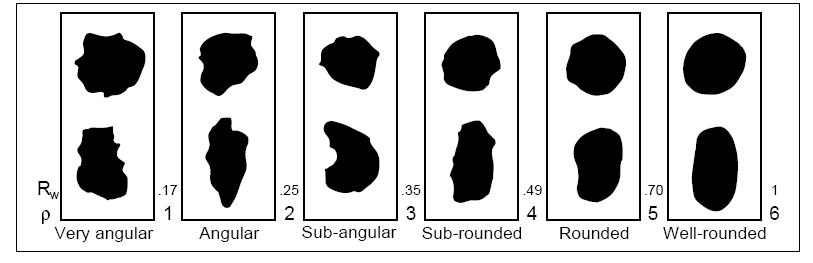 Rw .17 .25 .35 .49 .70 1
ρ 1 2 3 4 5 6
Very angular Angular Sub-angular Sub-rounded Rounded Well-rounded